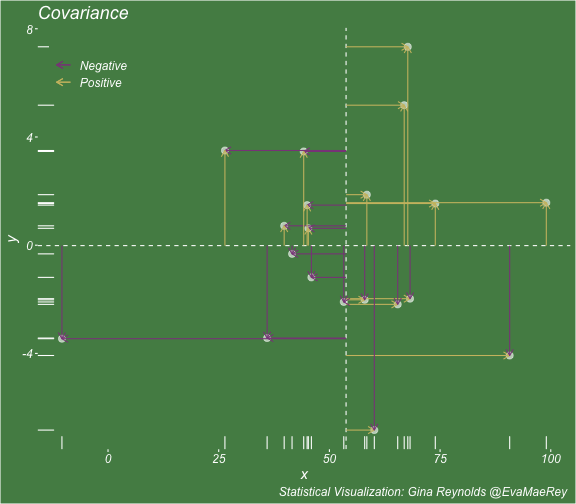 Covariance
8
Negative
Positive
4
y
0
-4
0
25
50
75
100
x
Statistical Visualization: Gina Reynolds @EvaMaeRey